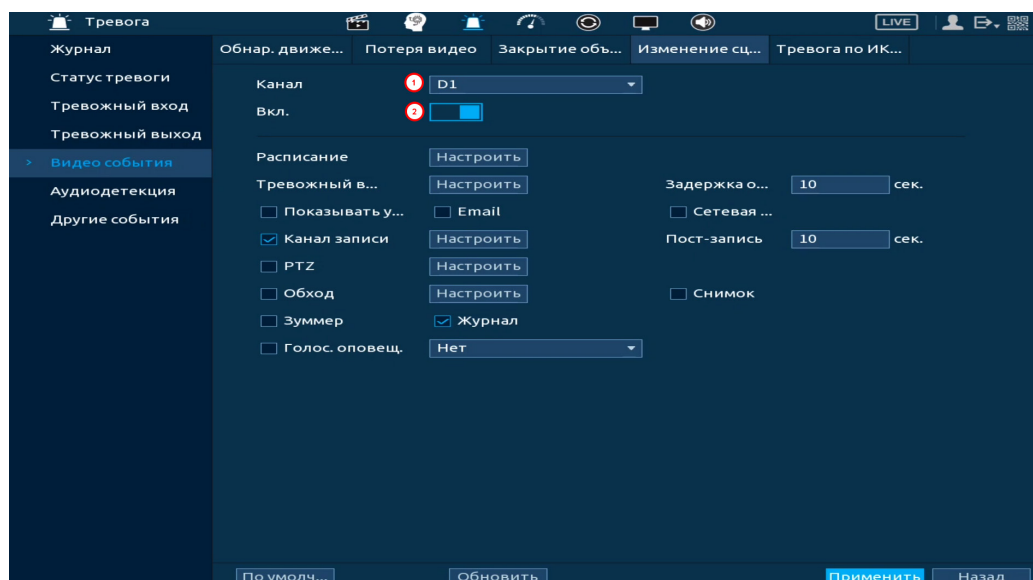 Тревога LIVE
Журнал
Статус тревоги
Тревожный вход
Тревожный выход
Видео события
Аудиодетекция
Другие события
Обнар. движе... Потеря видео Закрытие объ... Изменение сц... Тревога по ИК...
Канал 1 D1
Вкл. 2
Расписание Настроить
Тревожный в... Настроить Задержка о... 10 сек.
Показывать у... Email Сетевая ...
Канал записи Настроить Пост-запись 10 сек.
PTZ Настроить
Обход Настроить Снимок
Зуммер Журнал
Голос. оповещ. Нет
По умолч... Обновить Применить Назад